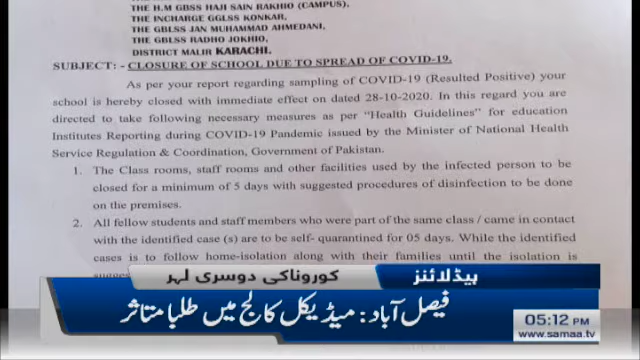 THE H.M GBSS HAJI SAIN RAKHIO (CAMPUS),
THE INCHARGE GGLSS KONKAR,
THE GBLSS JAN MUHAMMAD AHMEDANI,
THE GBLSS RADHO JOKHIO,
DISTRICT MALIR KARACHI.
SUBJECT: - CLOSURE OF SCHOOL DUE TO SPREAD OF COVID-19.
As per your report regarding sampling of COVID-19 (Resulted Positive) your
school is hereby closed with immediate effect on dated 28-10-2020. In this regard you are
directed to take following necessary measures as per "Health Guidelines" for education
Institutes Reporting during COVID-19 Pandemic issued by the Minister of National Health
Service Regulation & Coordination, Government of Pakistan.
1. The Class rooms, staff rooms and other facilities used by the infected person to be
closed for a minimum of 5 days with suggested procedures of disinfection to be done
on the premises.
2. All fellow students and staff members who were part of the same class / came in contact
with the identified case (s) are to be self- quarantined for 05 days. While the identified
cases is to follow home-isolation along with their families until the isolation is
ہیڈلائنز
کورونا کی دوسری لہر
فیصل آباد: میڈیکل کالج میں طلبا متاثر
05:12 PM
www.samaa.tv